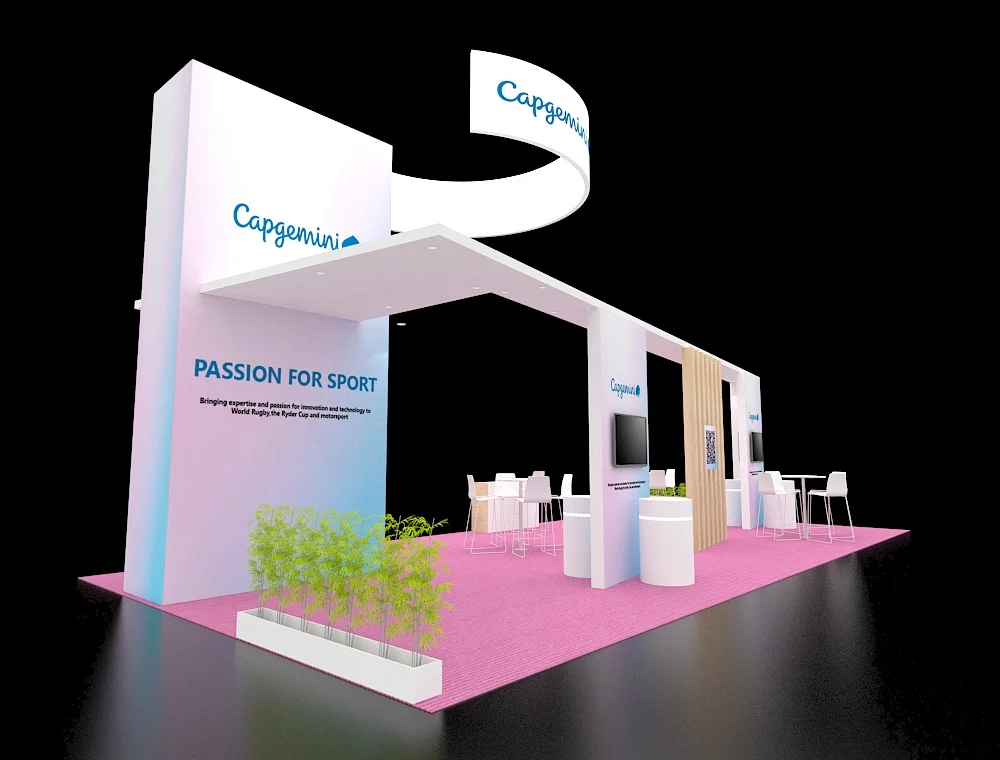 Capgemini
Capgemini
PASSION FOR SPORT
Bringing expertise and passion for innovation and technology to
World Rugby,the Ryder Cup and motorsport
Capgemini
Capgemini